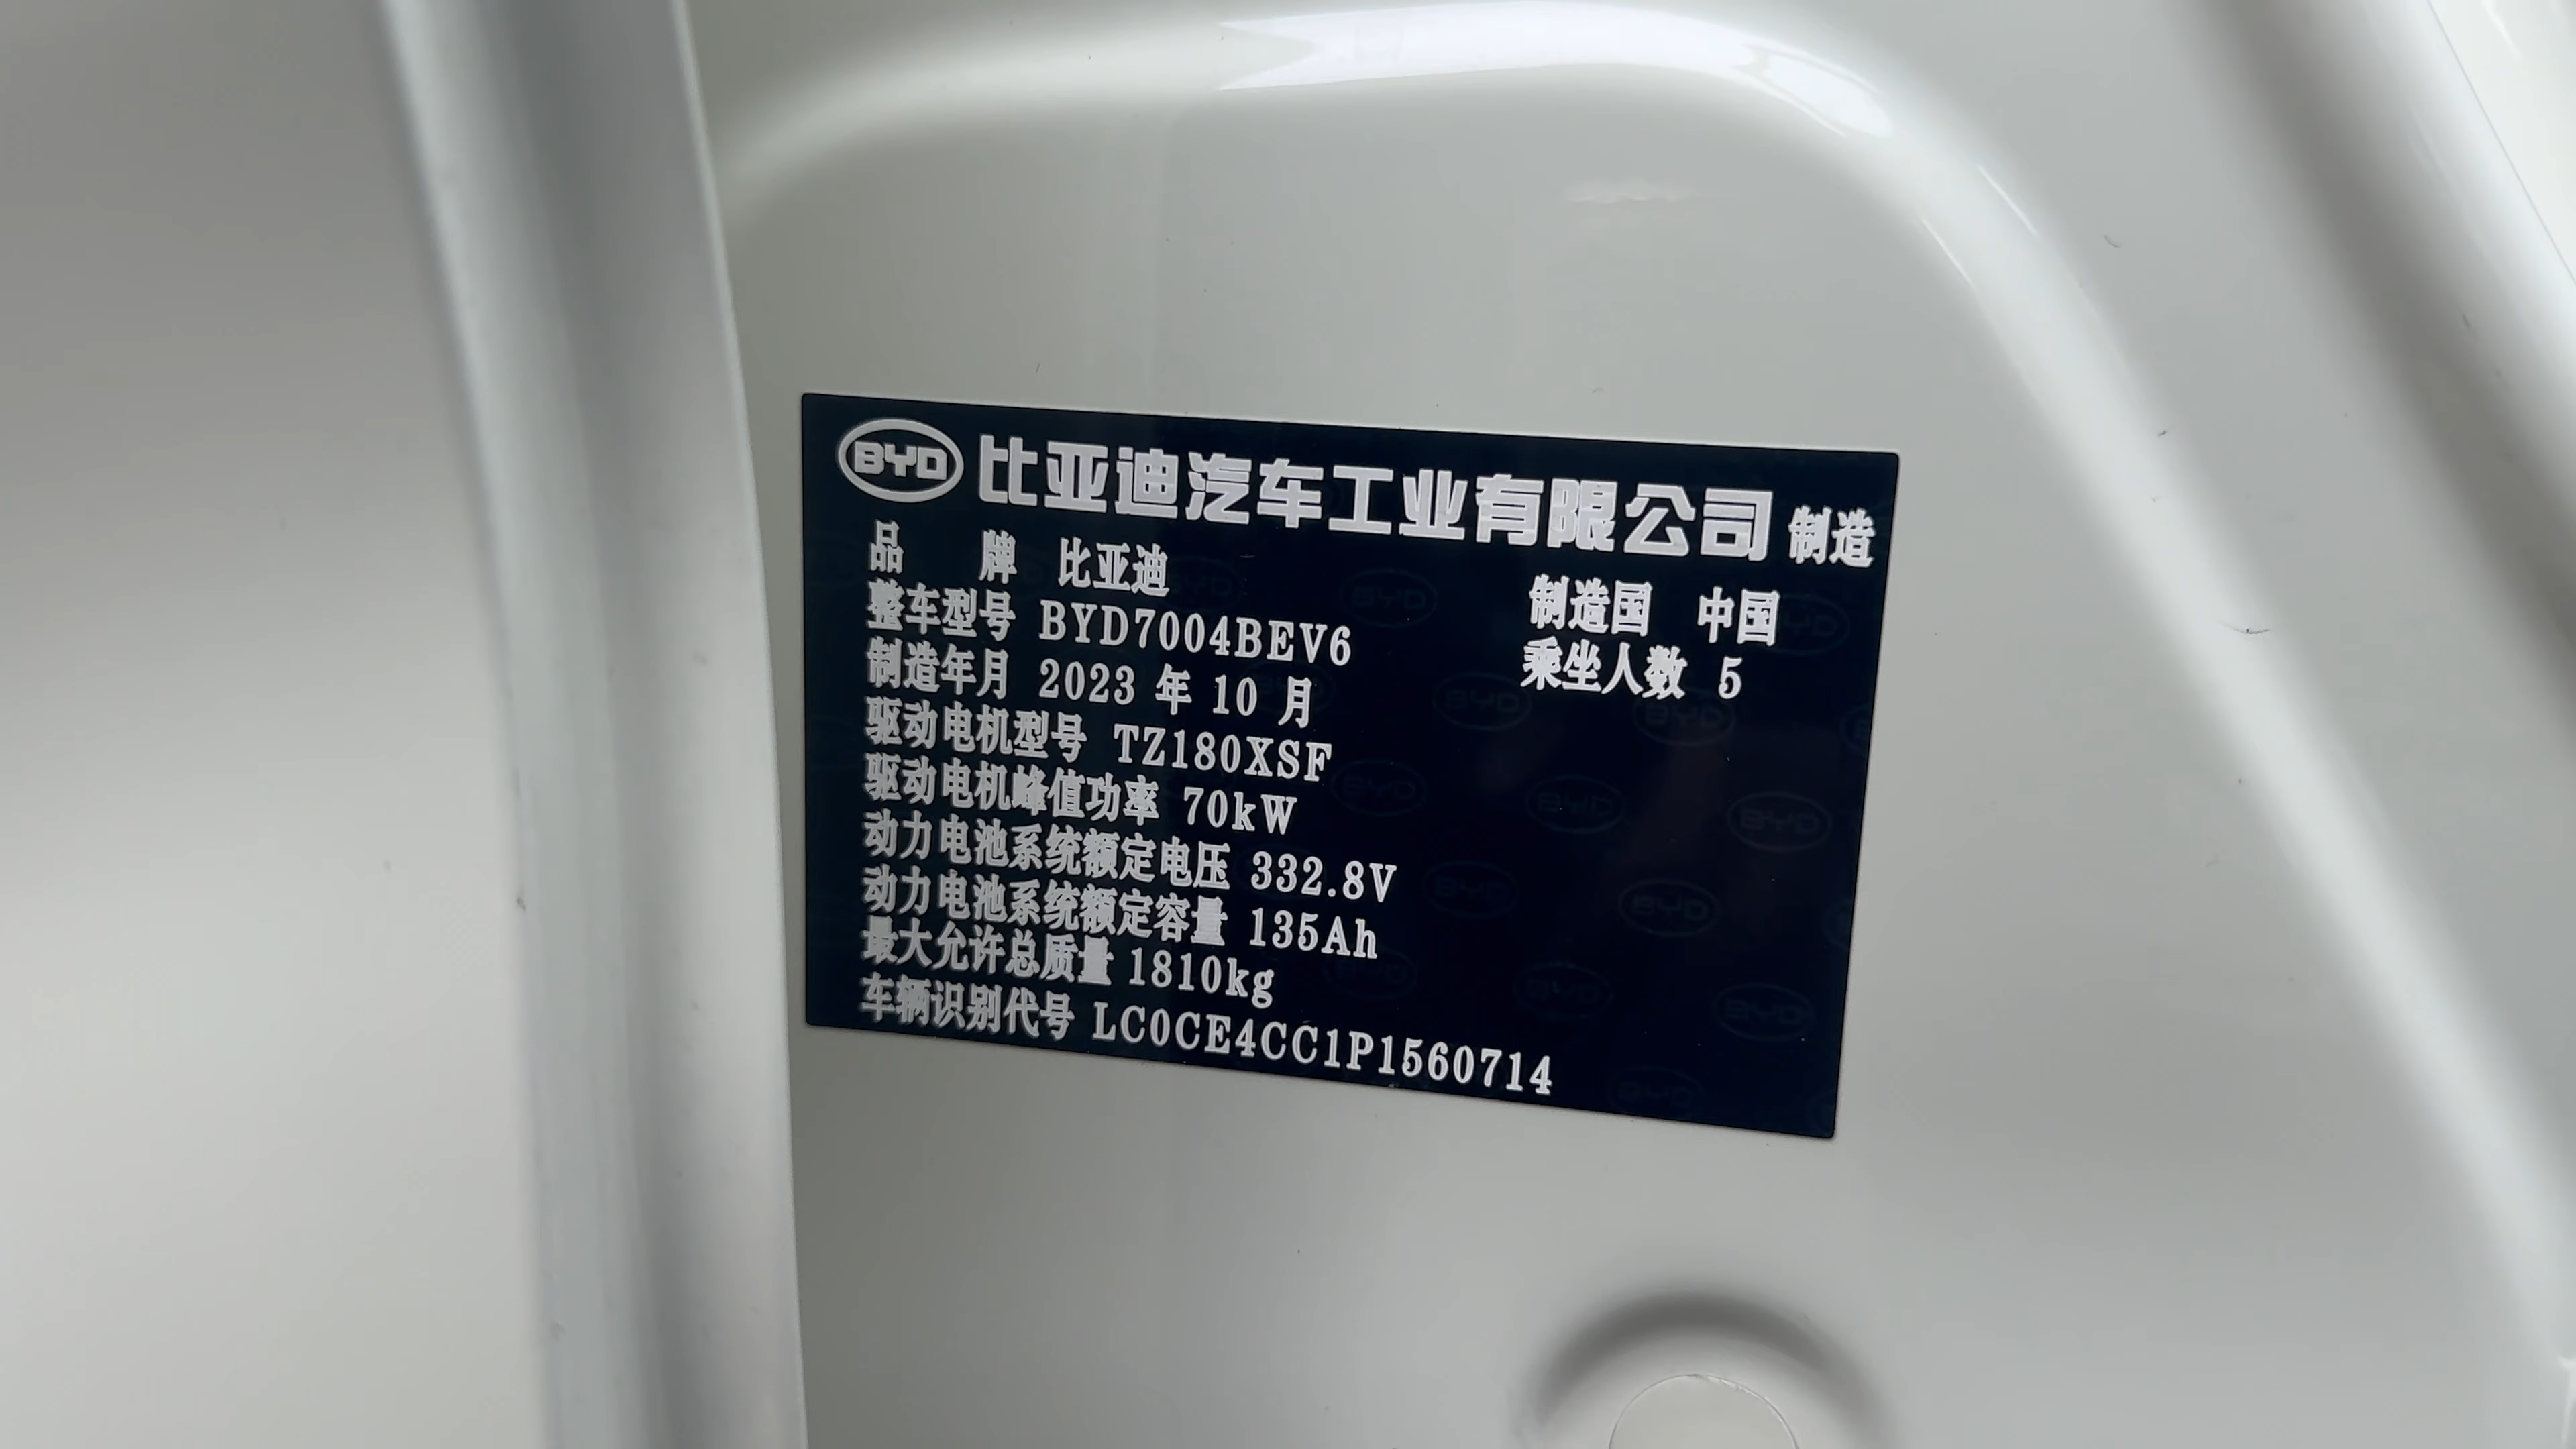 BYD 比亚迪汽车工业有限公司 制造
品 牌 比亚迪
制造国 中国
整车型号 BYD7004BEV6
乘坐人数 5
制造年月 2023 年 10 月
驱动电机型号 TZ180XSF
驱动电机峰值功率 70kW
动力电池系统额定电压 332.8V
动力电池系统额定容量 135Ah
最大允许总质量 1810kg
车辆识别代号 LC0CE4CC1P1560714